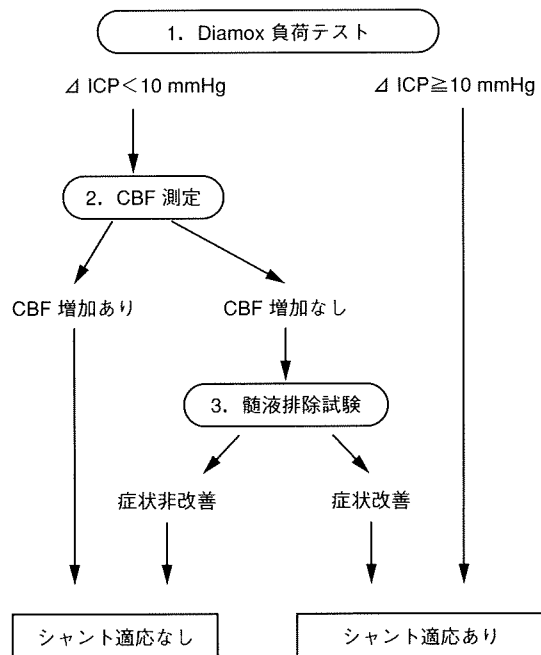 1. Diamox 負荷テスト
⊿ ICP<10 mmHg
⊿ ICP≧10 mmHg
2. CBF 測定
CBF 増加あり
CBF 増加なし
3. 髄液排除試験
症状非改善
症状改善
シャント適応なし
シャント適応あり